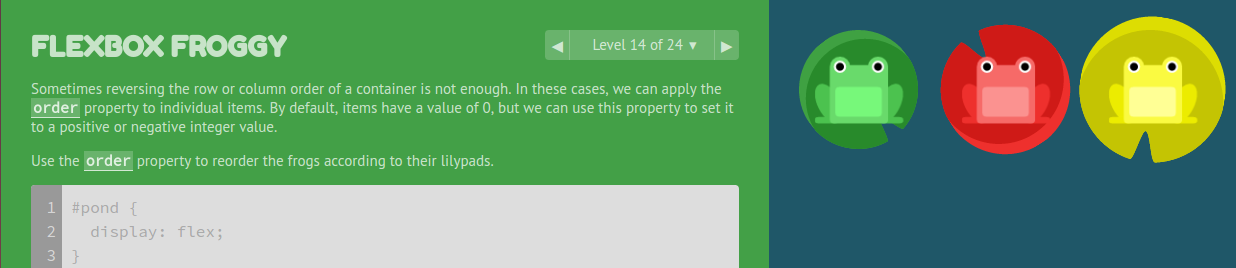 FLEXBOX FROGGY
◀ Level 14 of 24 ▼ ▶
Sometimes reversing the row or column order of a container is not enough. In these cases, we can apply the
order property to individual items. By default, items have a value of 0, but we can use this property to set it
to a positive or negative integer value.
Use the order property to reorder the frogs according to their lilypads.
1 #pond {
2 display: flex;
3 }